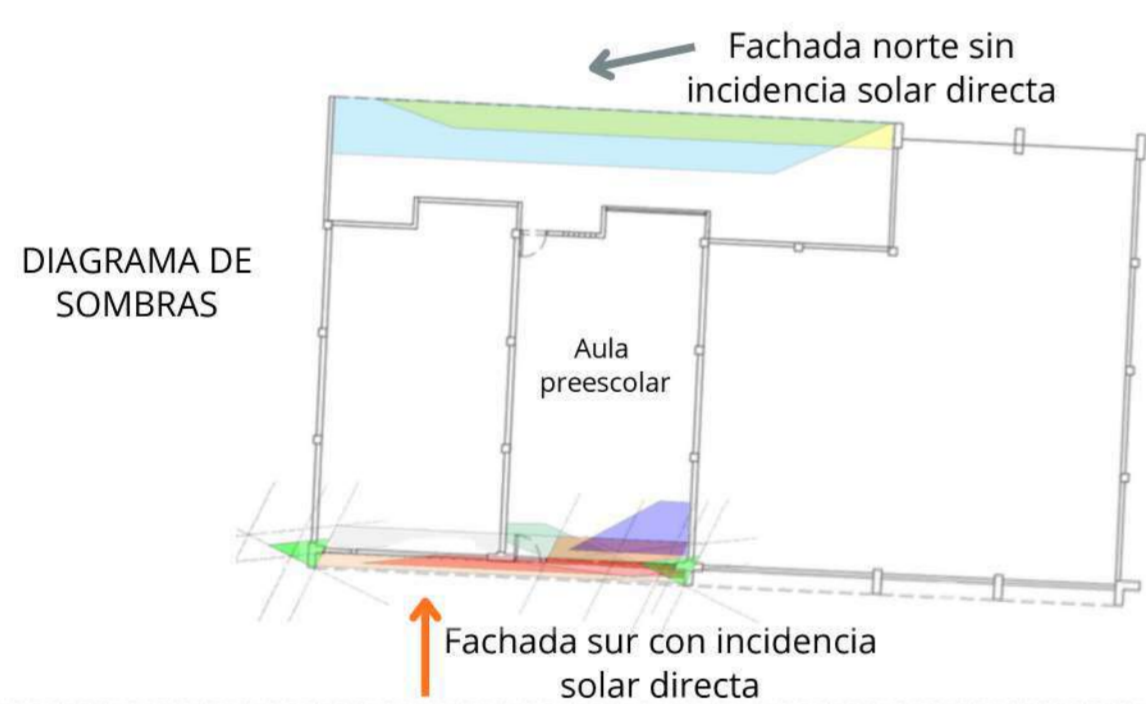 Fachada norte sin
incidencia solar directa
DIAGRAMA DE
SOMBRAS
Aula
preescolar
Fachada sur con incidencia
solar directa